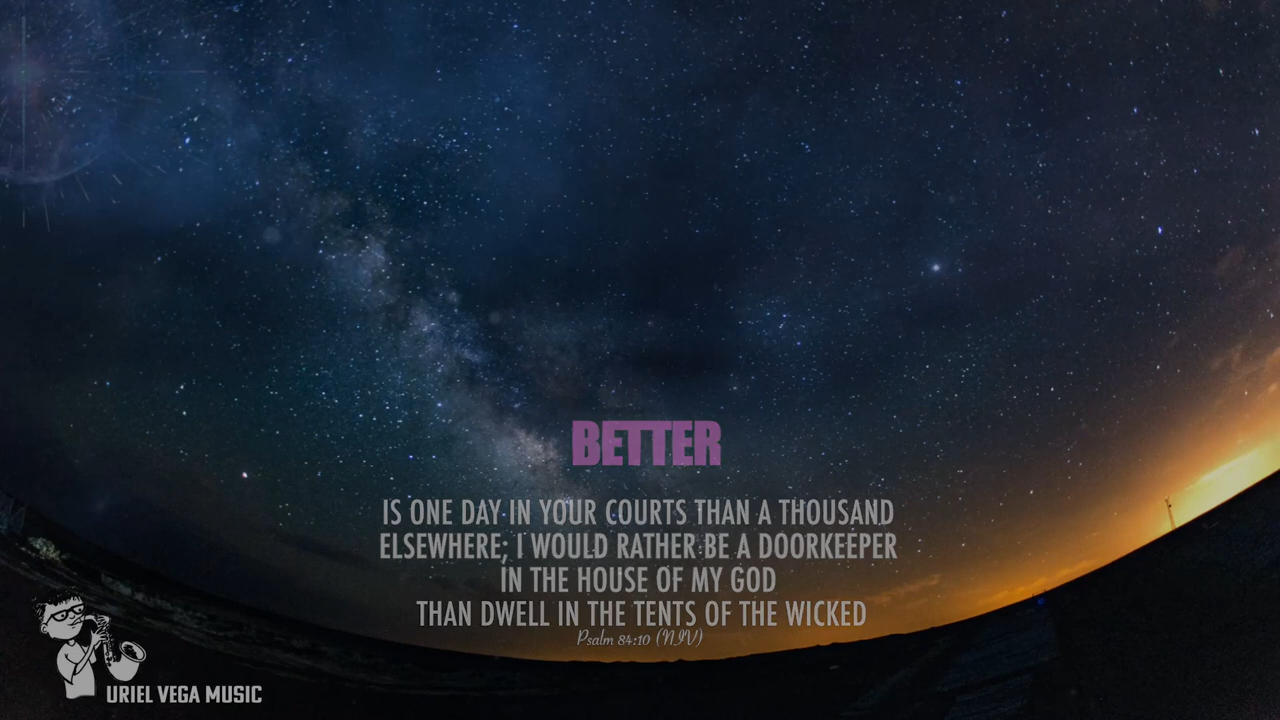 BETTER
IS ONE DAY IN YOUR COURTS THAN A THOUSAND
ELSEWHERE; I WOULD RATHER BE A DOORKEEPER
IN THE HOUSE OF MY GOD
THAN DWELL IN THE TENTS OF THE WICKED
Psalm 84:10 (NIV)
URIEL VEGA MUSIC